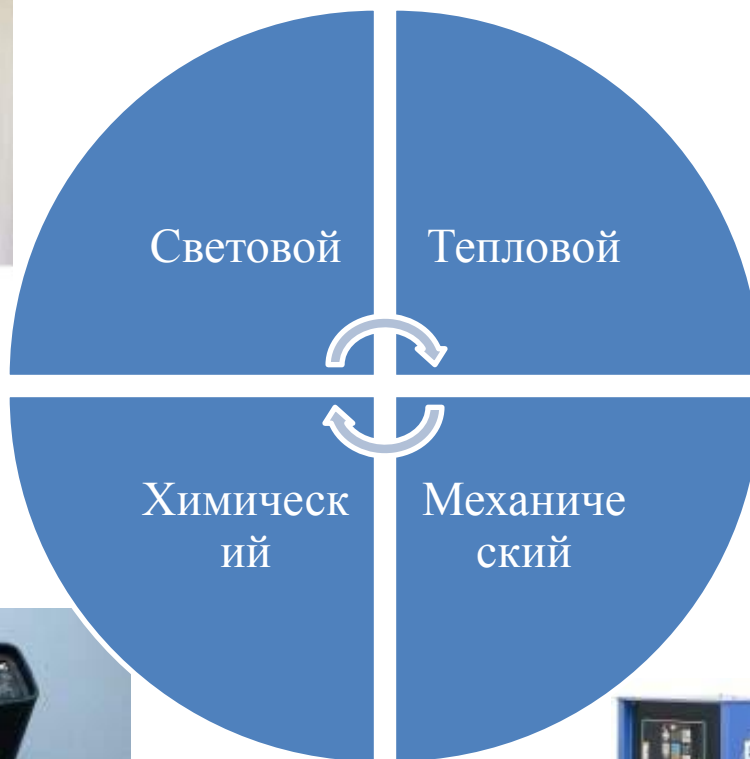 Световой
Тепловой
Химическ
ий
Механиче
ский